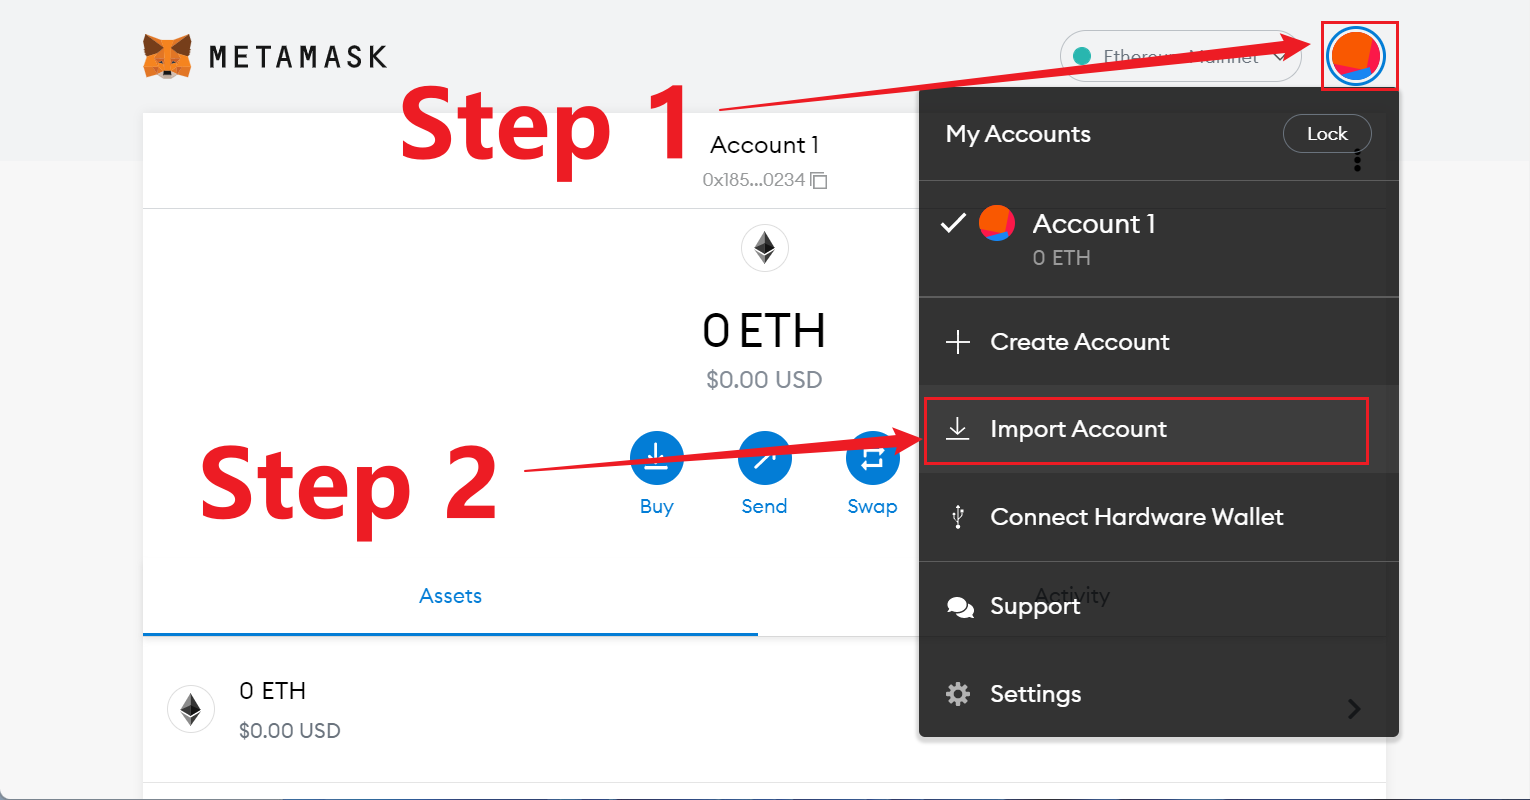 METAMASK
Ethereum Mainnet
Step 1
Account 1
0x185...0234
My Accounts
Lock
Account 1
0 ETH
0 ETH
$0.00 USD
Create Account
Import Account
Step 2
Buy
Send
Swap
Connect Hardware Wallet
Assets
Activity
Support
0 ETH
$0.00 USD
Settings